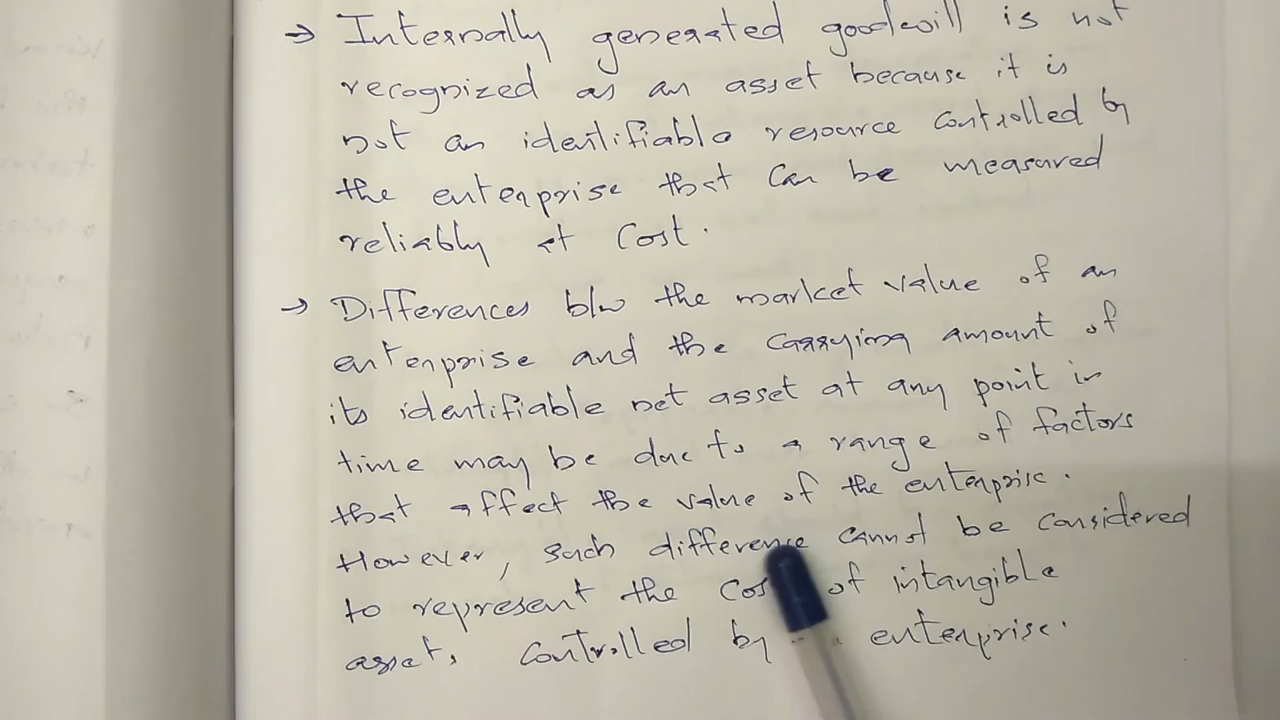 → Internally generated goodwill is not
recognized as an asset because it is
not an identifiable resource controlled by
the enterprise that can be measured
reliably at cost.
→ Differences b/w the market value of an
enterprise and the carrying amount of
its identifiable net asset at any point in
time may be due to a range of factors
that affect the value of the enterprise.
However, such difference cannot be considered
to represent the of intangible
asset, controlled by enterprise.